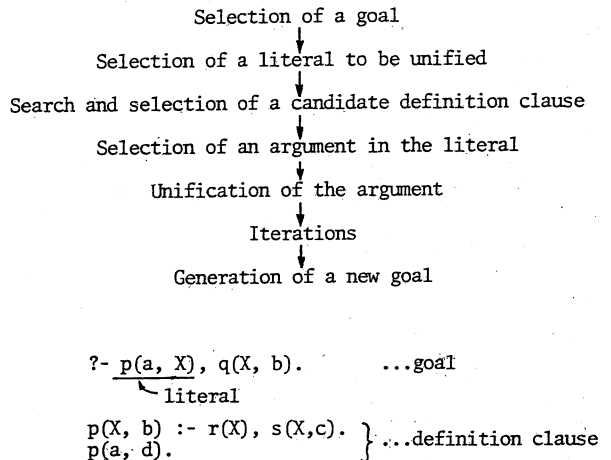 Selection of a goal
Selection of a literal to be unified
Search and selection of a candidate definition clause
Selection of an argument in the literal
Unification of the argument
Iterations
Generation of a new goal
?- p(a, X), q(X, b). ...goal
literal
p(X, b) :- r(X), s(X,c).
p(a, d). } ...definition clause